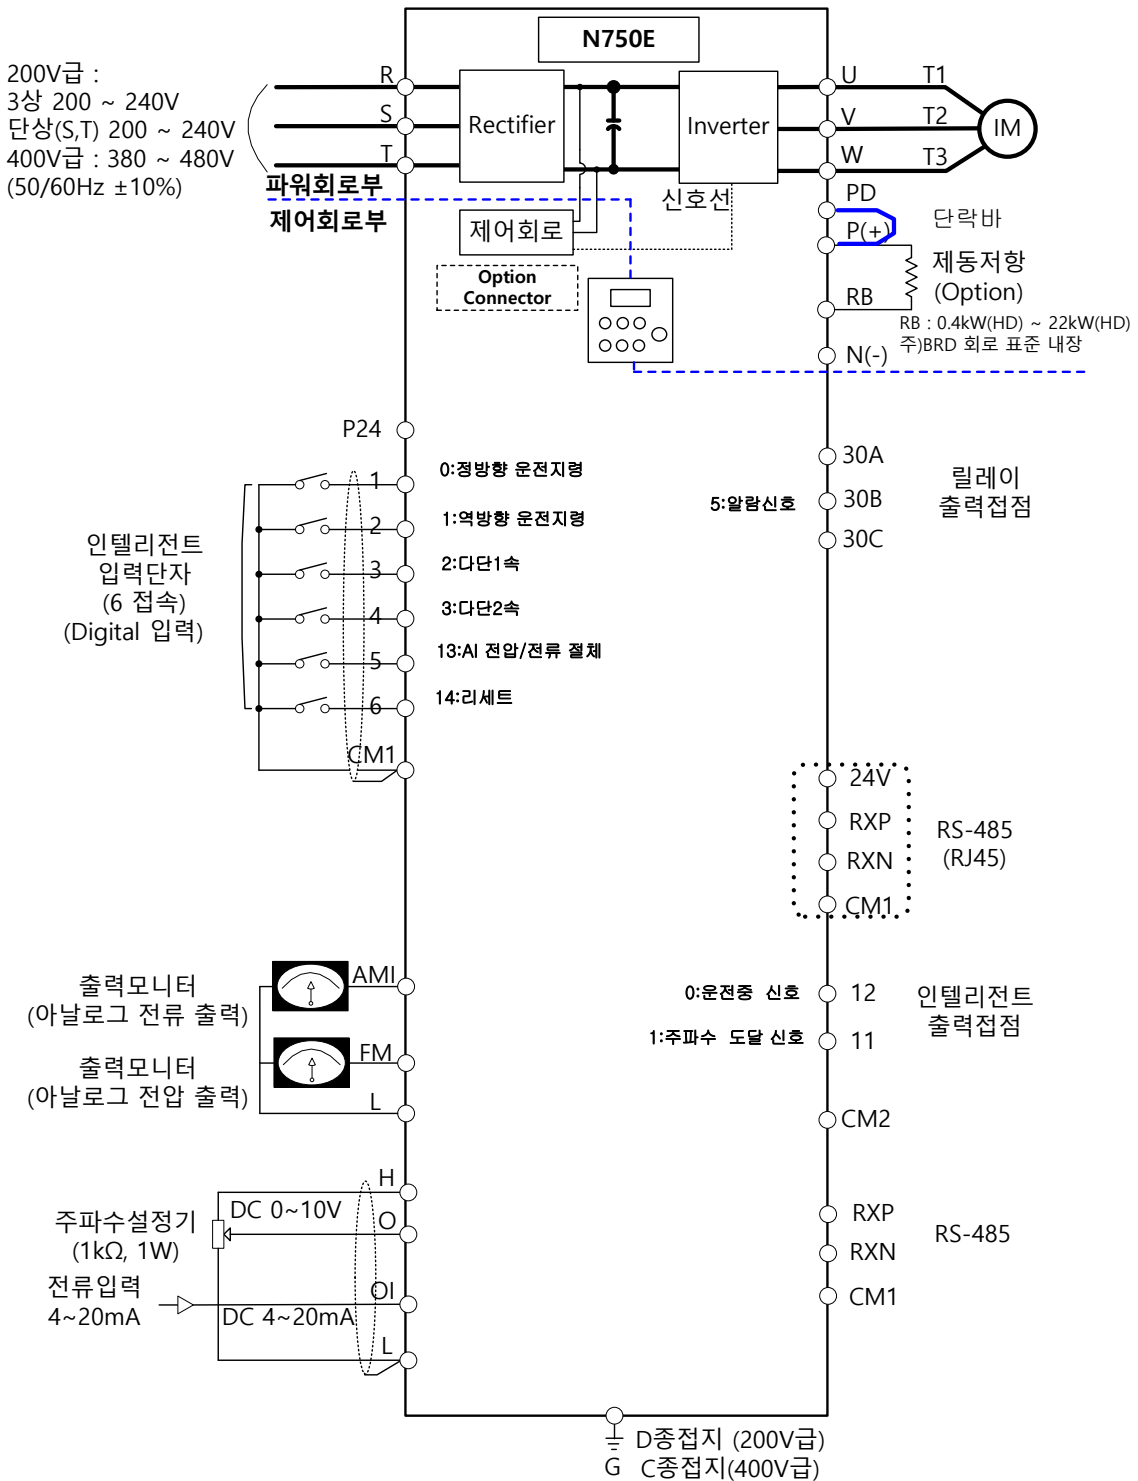 N750E
200V급 :
3상 200 ~ 240V
단상(S,T) 200 ~ 240V
400V급 : 380 ~ 480V
(50/60Hz ±10%)
R
S
T
Rectifier
Inverter
U
V
W
T1
T2
T3
IM
파워회로부
제어회로부
제어회로
신호선
Option
Connector
PD
P(+)
단락바
제동저항
(Option)
RB
RB : 0.4kW(HD) ~ 22kW(HD)
주)BRD 회로 표준 내장
N(-)
P24
인텔리전트
입력단자
(6 접속)
(Digital 입력)
1
2
3
4
5
6
CM1
0:정방향 운전지령
1:역방향 운전지령
2:다단1속
3:다단2속
13:AI 전압/전류 절체
14:리세트
5:알람신호
30A
30B
30C
릴레이
출력접점
24V
RXP
RXN
CM1
RS-485
(RJ45)
출력모니터
(아날로그 전류 출력)
출력모니터
(아날로그 전압 출력)
AMI
FM
L
0:운전중 신호
1:주파수 도달 신호
12
11
인텔리전트
출력접점
CM2
주파수설정기
(1kΩ, 1W)
전류입력
4~20mA
H
DC 0~10V
O
OI
DC 4~20mA
L
RXP
RXN
CM1
RS-485
G
D종접지 (200V급)
C종접지(400V급)